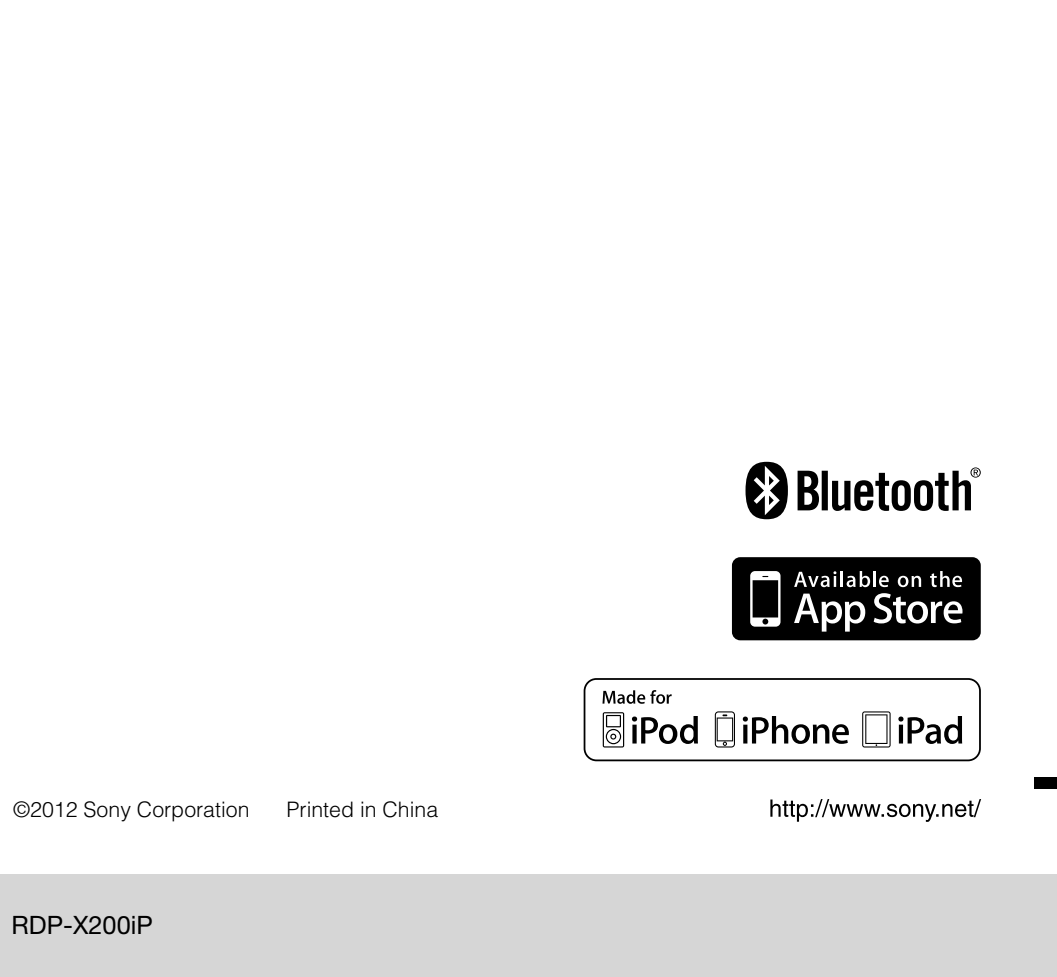 Bluetooth®
Available on the
App Store
Made for
iPod iPhone iPad
©2012 Sony Corporation Printed in China http://www.sony.net/
RDP-X200iP